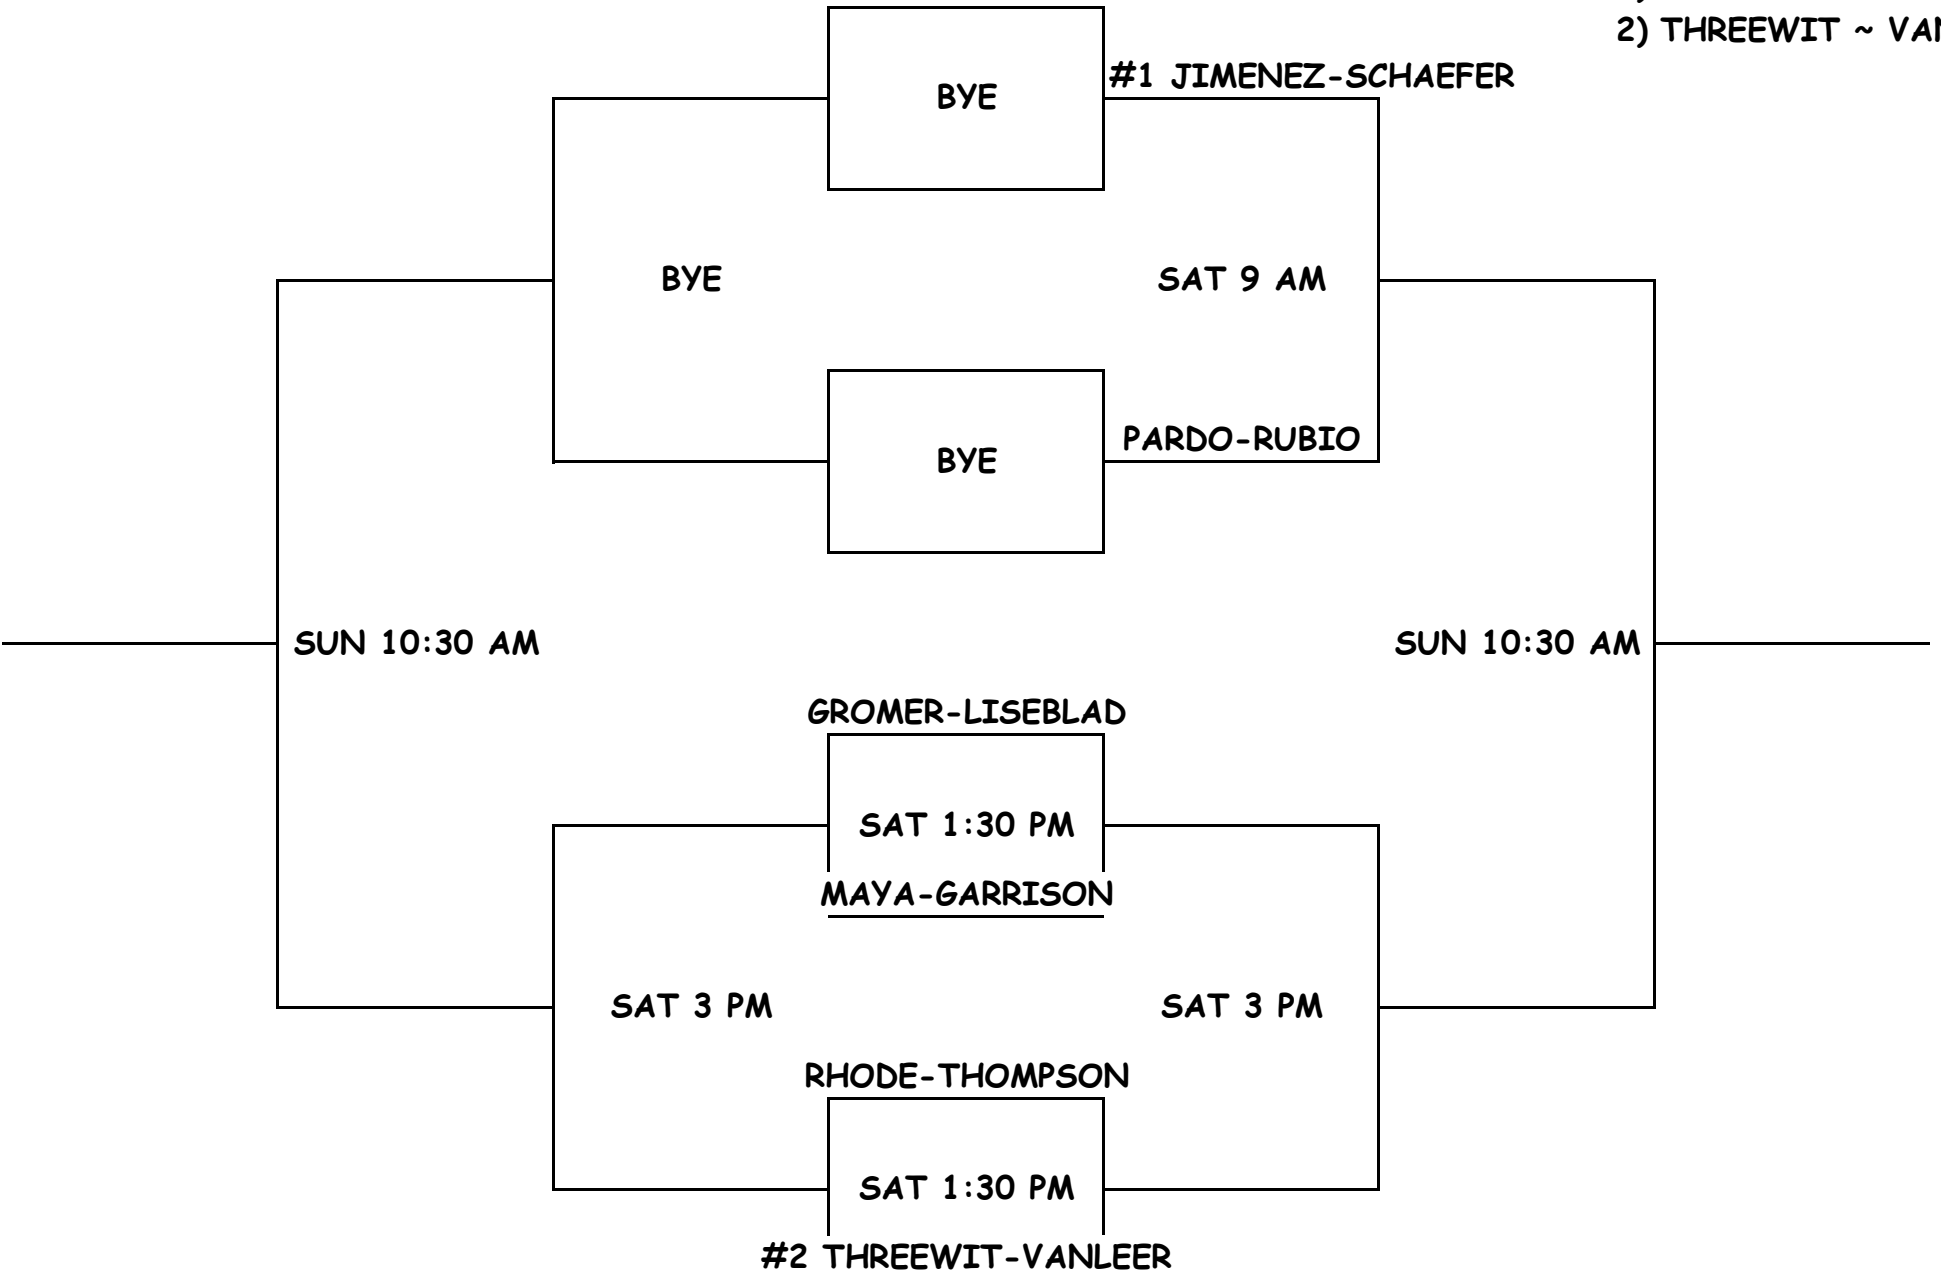 2) THREEWIT ~
#1 JIMENEZ-SCHAEFER
BYE
BYE
SAT 9 AM
PARDO-RUBIO
BYE
SUN 10:30 AM
SUN 10:30 AM
GROMER-LISEBLAD
SAT 1:30 PM
MAYA-GARRISON
SAT 3 PM
SAT 3 PM
RHODE-THOMPSON
SAT 1:30 PM
#2 THREEWIT-VANLEER